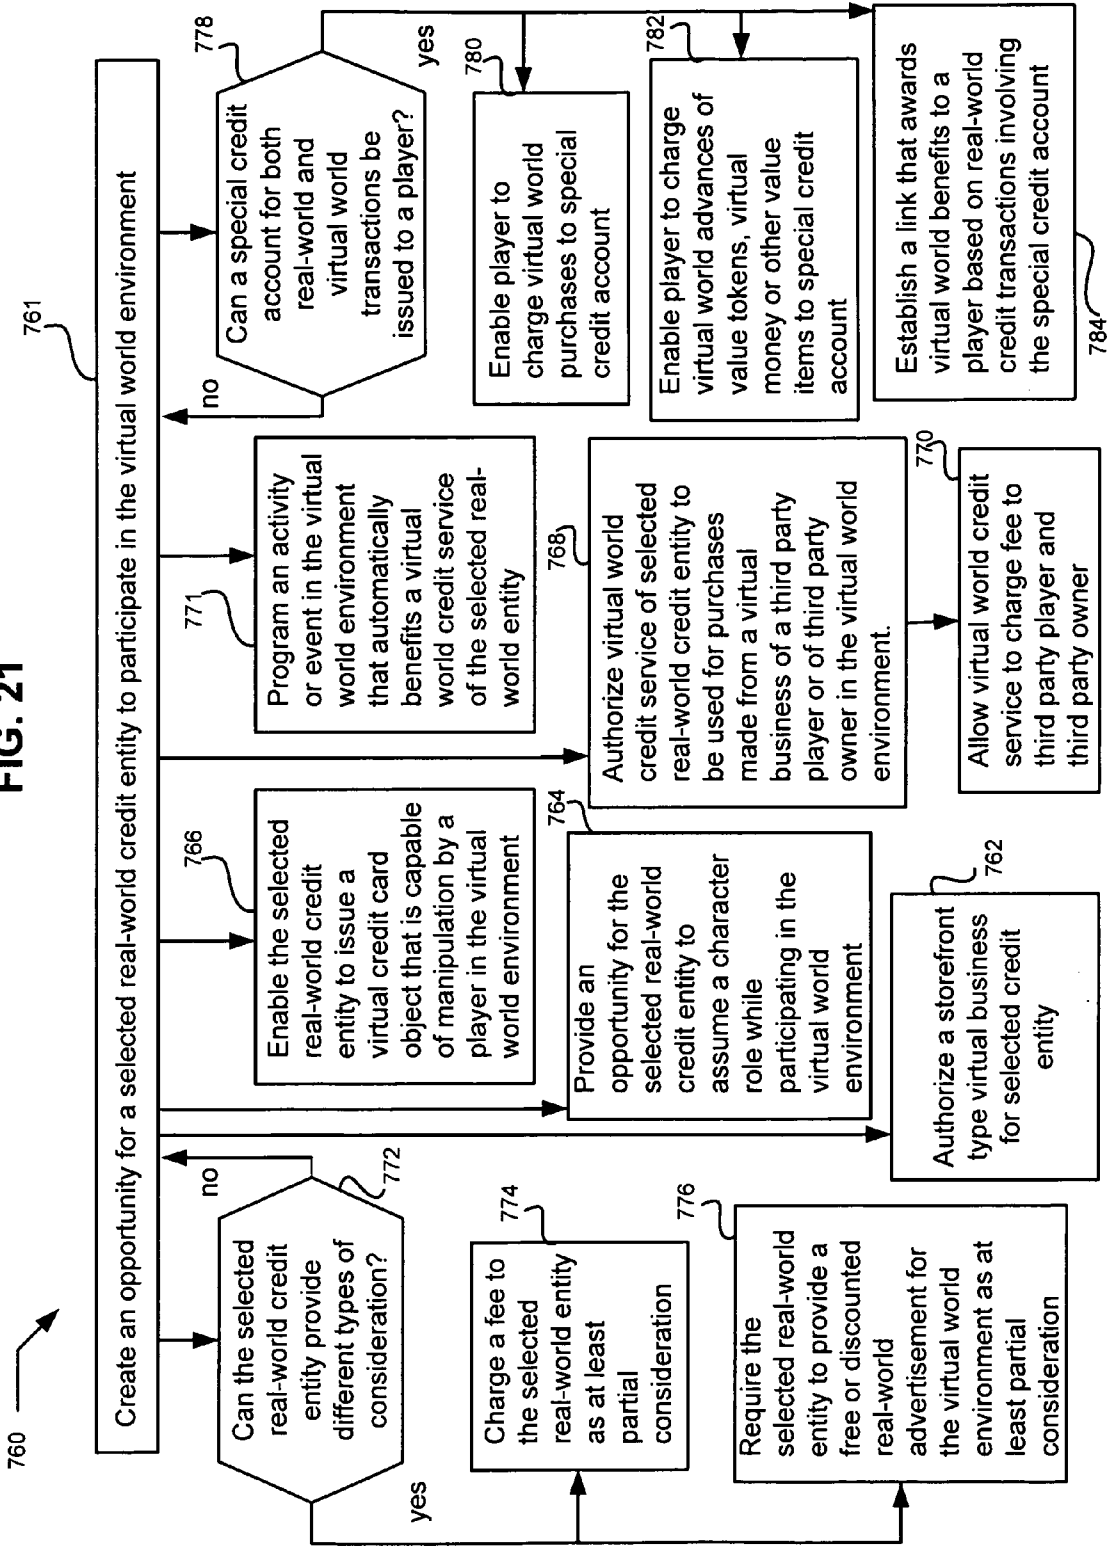 FIG. 21
760
761
Create an opportunity for a selected real-world credit entity to participate in the virtual world environment
Can the selected
real-world credit
entity provide
different types of
consideration?
772
no
yes
Charge a fee to
the selected
real-world entity
as at least
partial
consideration
774
Require the
selected real-world
entity to provide a
free or discounted
real-world
advertisement for
the virtual world
environment as at
least partial
consideration
776
Enable the selected
real-world credit
entity to issue a
virtual credit card
object that is capable
of manipulation by a
player in the virtual
world environment
766
Provide an
opportunity for the
selected real-world
credit entity to
assume a character
role while
participating in the
virtual world
environment
764
Authorize a storefront
type virtual business
for selected credit
entity
762
Program an activity
or event in the virtual
world environment
that automatically
benefits a virtual
world credit service
of the selected real-
world entity
771
Authorize virtual world
credit service of selected
real-world credit entity to
be used for purchases
made from a virtual
business of a third party
player or of third party
owner in the virtual world
environment.
768
Allow virtual world credit
service to charge fee to
third party player and
third party owner
770
Can a special credit
account for both
real-world and
virtual world
transactions be
issued to a player?
778
no
yes
Enable player to
charge virtual world
purchases to special
credit account
780
Enable player to charge
virtual world advances of
value tokens, virtual
money or other value
items to special credit
account
782
Establish a link that awards
virtual world benefits to a
player based on real-world
credit transactions involving
the special credit account
784